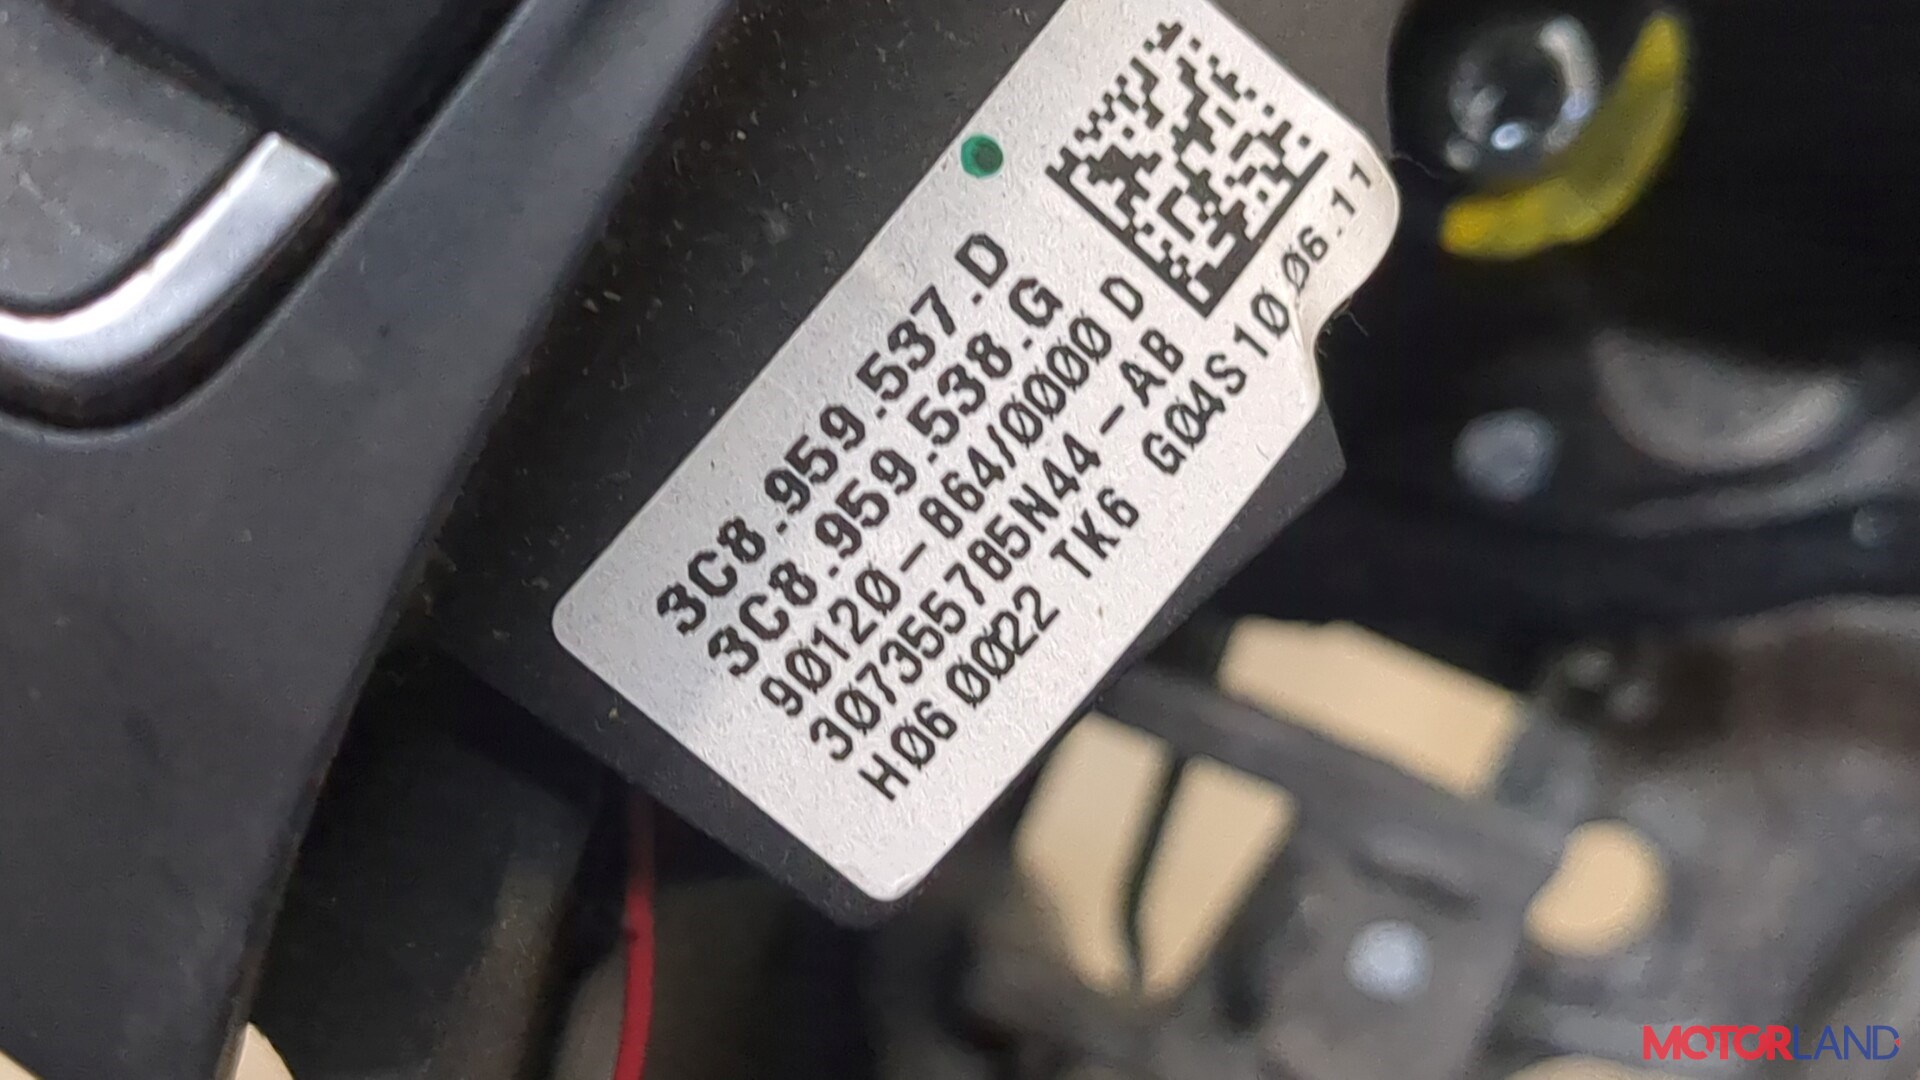 3C8.959.537.D
3C8.959.538.G
90120-864/0000 D
307355785N44-AB
H06 0022 TK6 G04S10 06.11
MOTORLAND